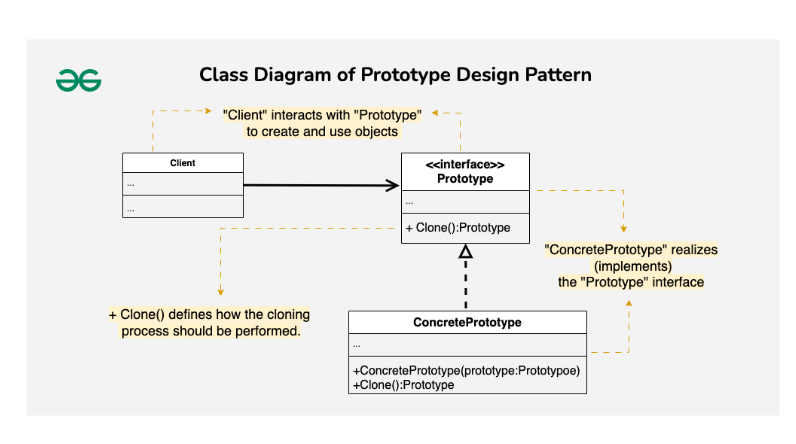 Class Diagram of Prototype Design Pattern
"Client" interacts with "Prototype"
to create and use objects
Client
...
...
<<interface>>
Prototype
...
+ Clone():Prototype
"ConcretePrototype" realizes
(implements)
the "Prototype" interface
+ Clone() defines how the cloning
process should be performed.
ConcretePrototype
...
+ConcretePrototype(prototype:Prototypoe)
+Clone():Prototype